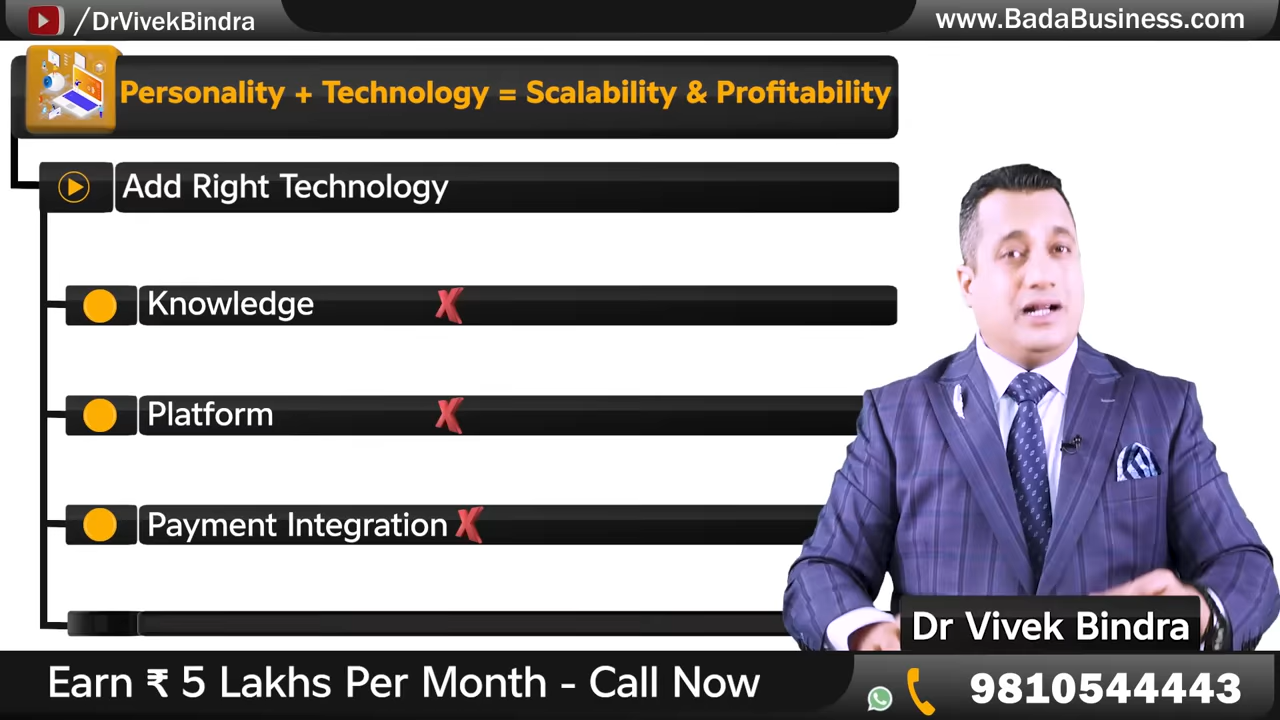 /DrVivekBindra
www.BadaBusiness.com
Personality + Technology = Scalability & Profitability
Add Right Technology
Knowledge
Platform
Payment Integration
Dr Vivek Bindra
Earn ₹ 5 Lakhs Per Month - Call Now
9810544443